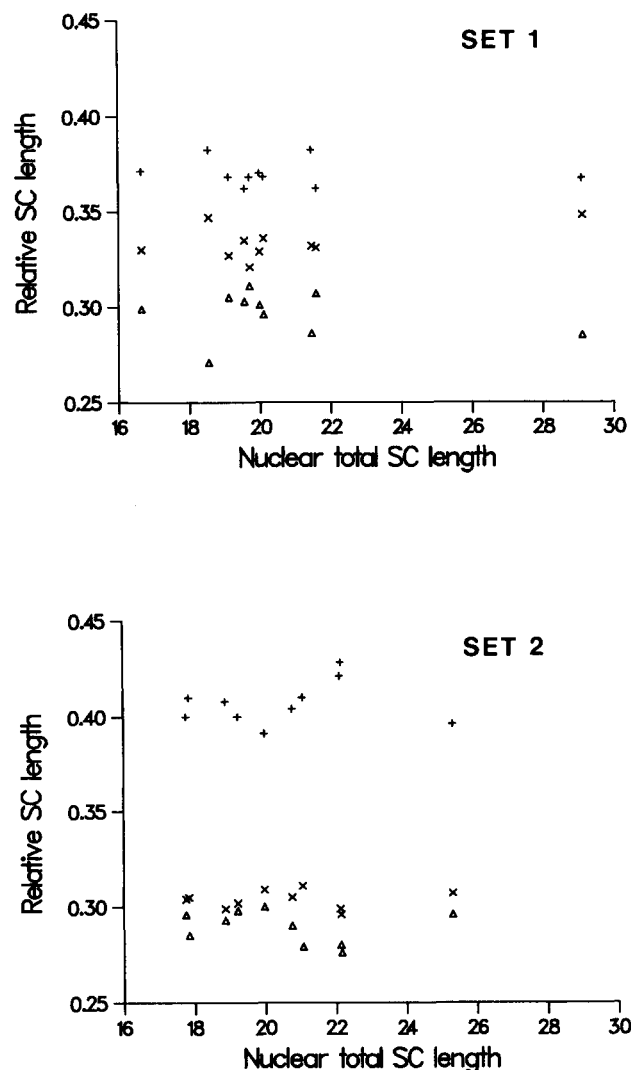 SET 1
0.45
0.40
0.35
0.30
0.25
Relative SC length
16 18 20 22 24 26 28 30
Nuclear total SC length
SET 2
0.45
0.40
0.35
0.30
0.25
Relative SC length
16 18 20 22 24 26 28 30
Nuclear total SC length